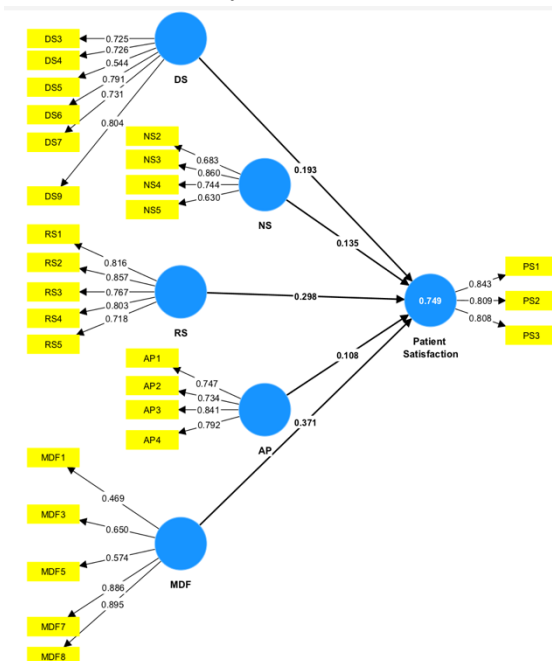 DS3
DS4
DS5
DS6
DS7
DS9
0.725
0.726
0.544
0.791
0.731
0.804
DS
NS2
NS3
NS4
NS5
0.683
0.860
0.744
0.630
NS
0.193
0.135
RS1
RS2
RS3
RS4
RS5
0.816
0.857
0.767
0.803
0.718
RS
0.298
0.749
Patient
Satisfaction
0.843
0.809
0.808
PS1
PS2
PS3
AP1
AP2
AP3
AP4
0.747
0.734
0.841
0.792
AP
0.108
0.371
MDF1
MDF3
MDF5
MDF7
MDF8
0.469
0.650
0.574
0.886
0.895
MDF